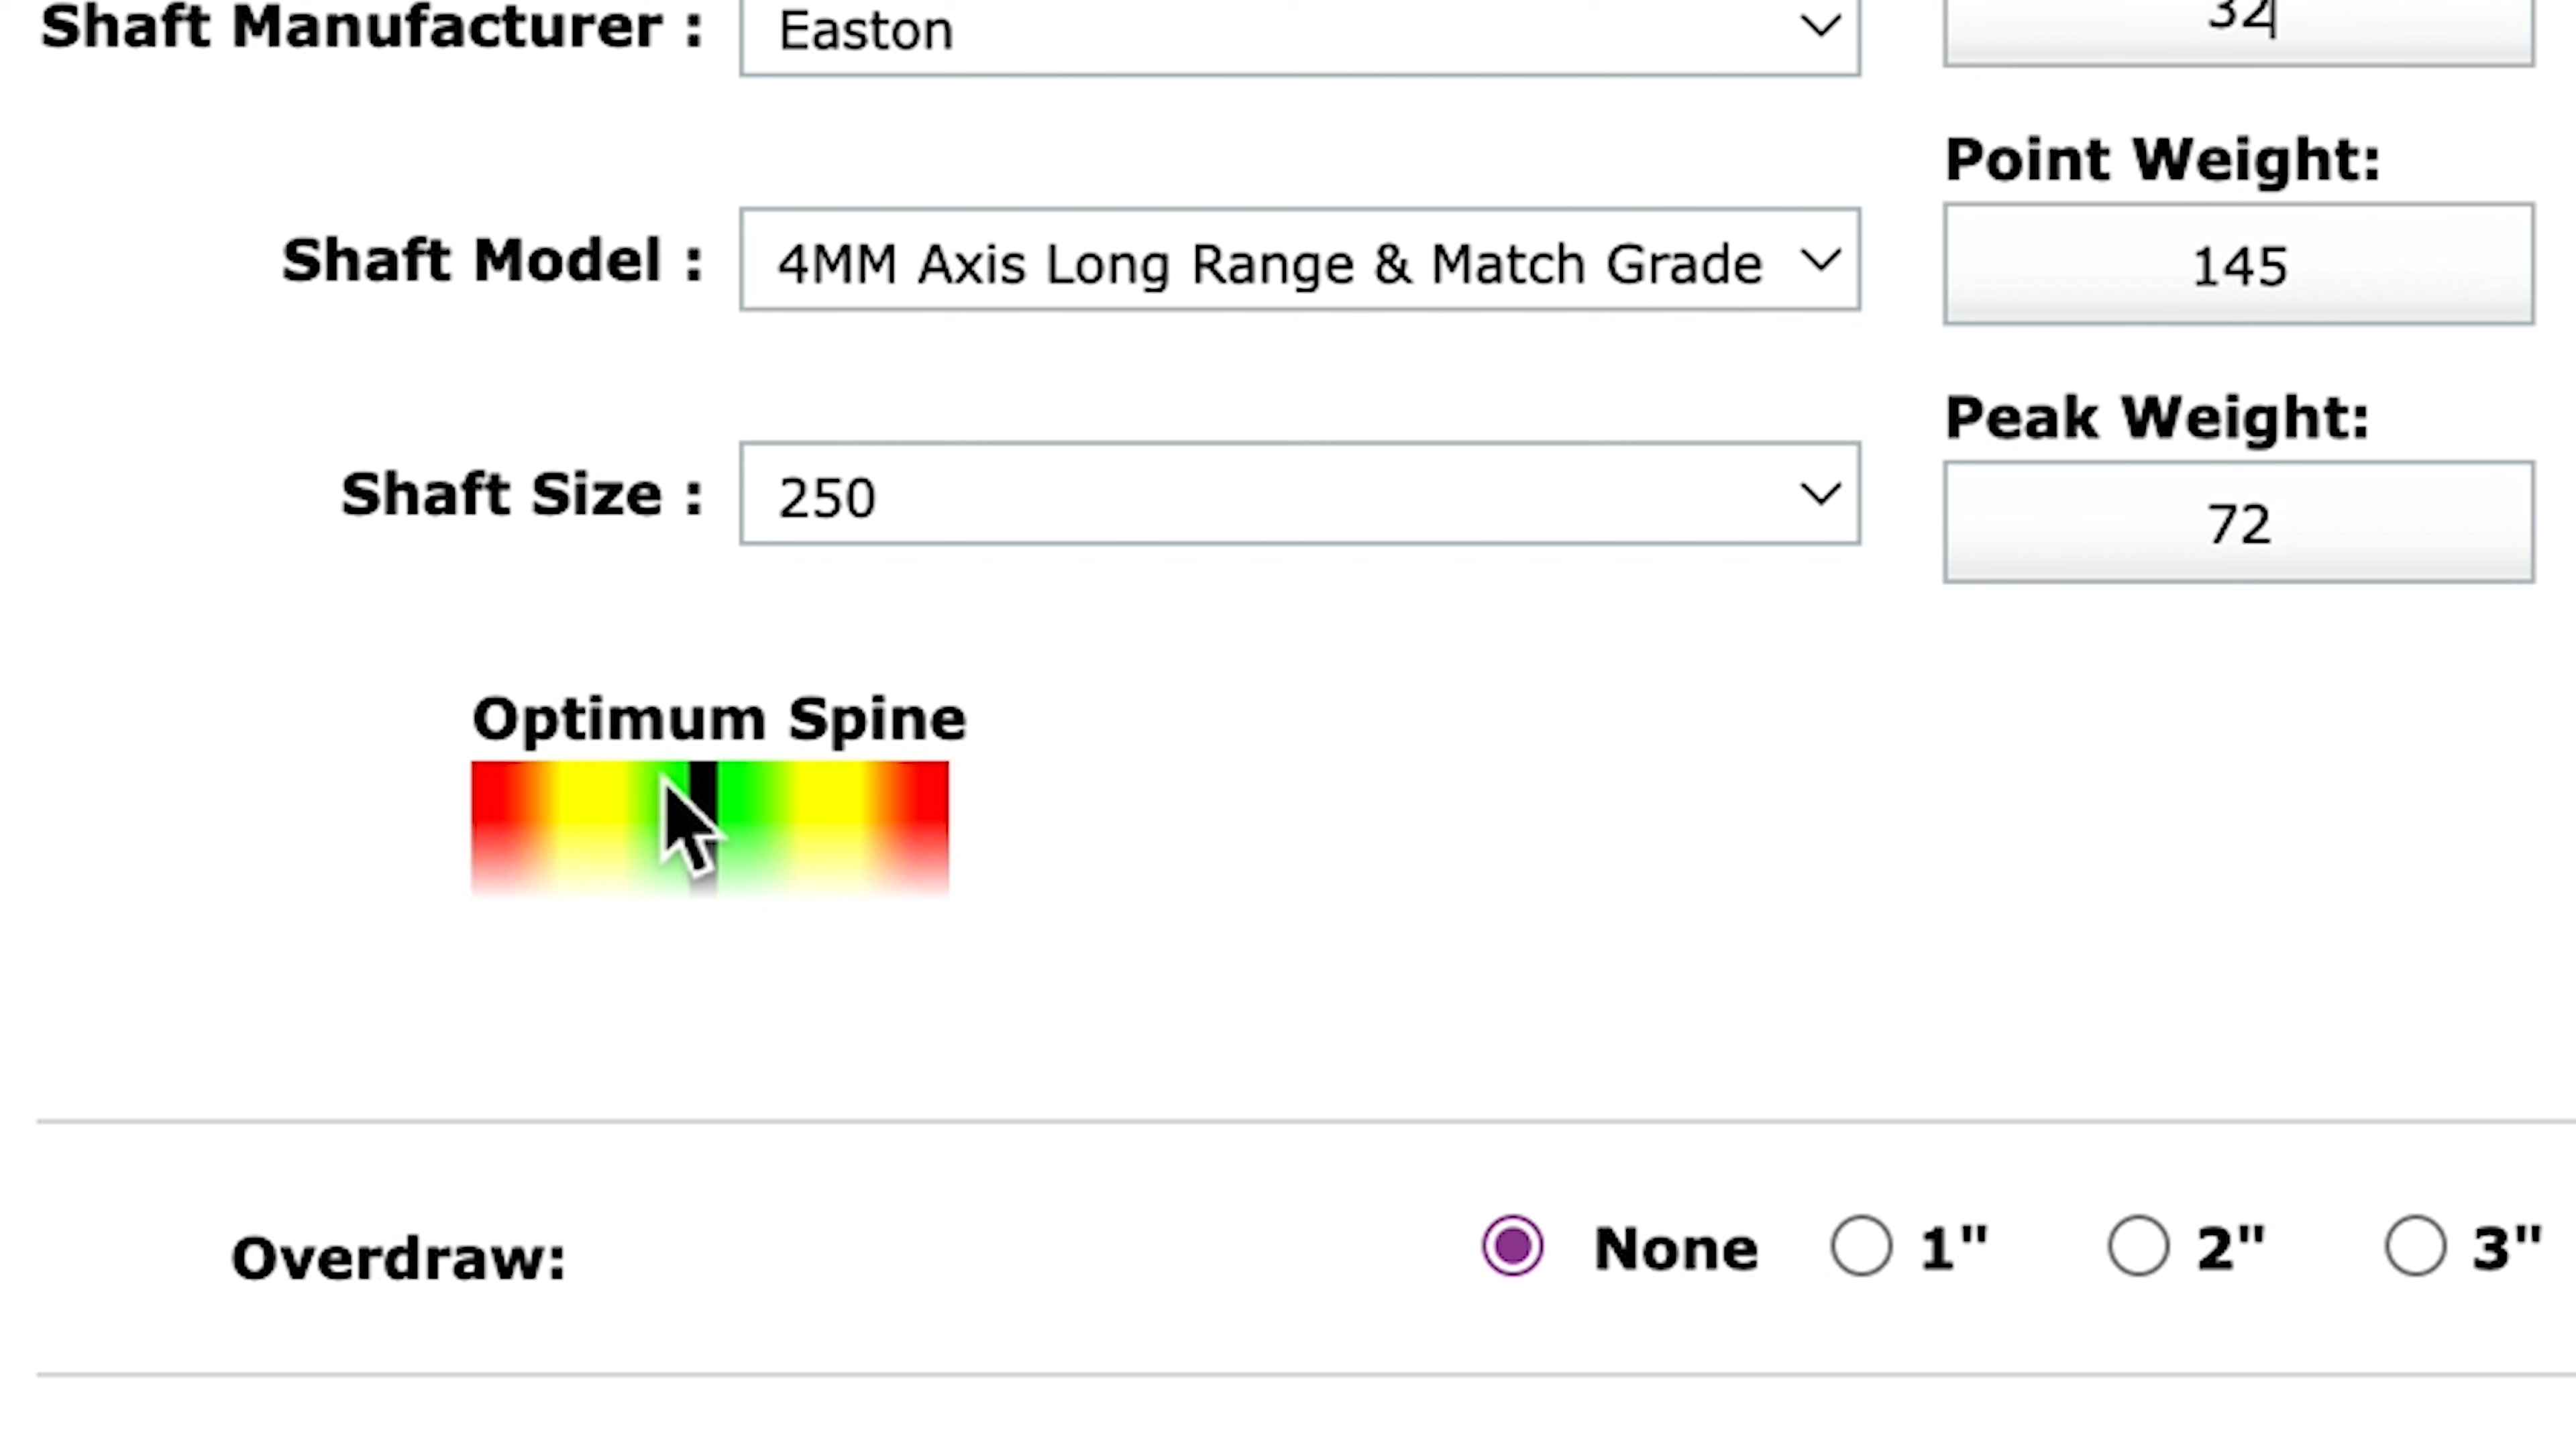 Shaft Manufacturer : Easton 32
Point Weight:
Shaft Model : 4MM Axis Long Range & Match Grade 145
Peak Weight:
Shaft Size : 250 72
Optimum Spine
Overdraw: None 1" 2" 3"